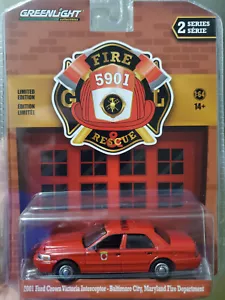 GREENLIGHT
2 SERIES
SÉRIE
FIRE
5901
G L
RESCUE
LIMITED
EDITION
EDITION
LIMITÉE
1:64
14+
2001 Ford Crown Victoria Interceptor - Baltimore City, Maryland Fire Department